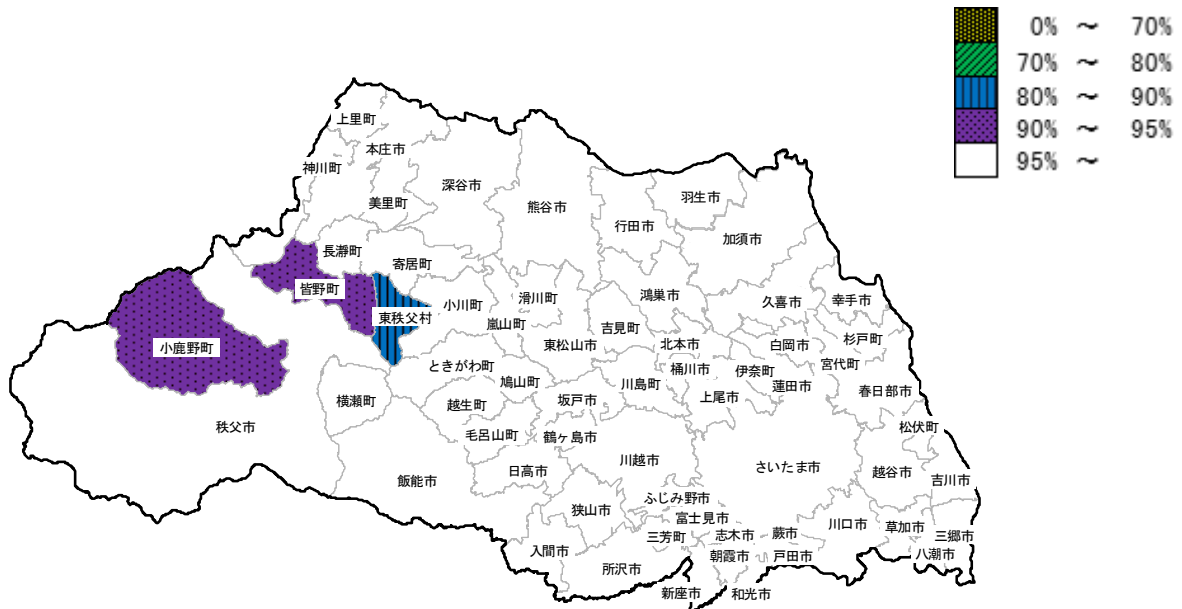 0% ～ 70%
70% ～ 80%
80% ～ 90%
90% ～ 95%
95% ～
上里町
本庄市
神川町
深谷市
羽生市
美里町
熊谷市
行田市
加須市
長瀞町
寄居町
皆野町
小川町
滑川町
鴻巣市
久喜市
幸手市
東秩父村
嵐山町
吉見町
小鹿野町
東松山市
北本市
白岡市
杉戸町
ときがわ町
桶川市
伊奈町
宮代町
鳩山町
川島町
蓮田市
春日部市
横瀬町
越生町
坂戸市
上尾市
秩父市
松伏町
毛呂山町
鶴ヶ島市
川越市
さいたま市
日高市
越谷市
飯能市
吉川市
ふじみ野市
狭山市
富士見市
川口市
草加市
三芳町
志木市
蕨市
三郷市
入間市
朝霞市
戸田市
八潮市
所沢市
新座市
和光市